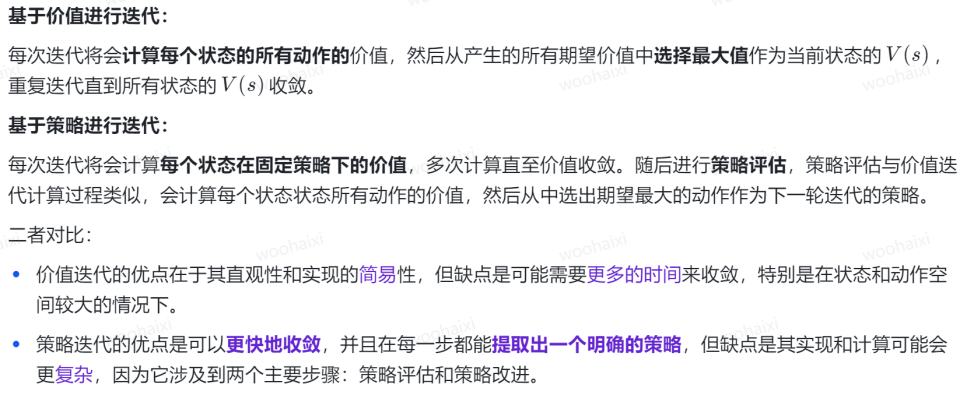 基于价值进行迭代：
每次迭代将会计算每个状态的所有动作的价值，然后从产生的所有期望价值中选择最大值作为当前状态的 V(s) ，
重复迭代直到所有状态的 V(s) 收敛。
基于策略进行迭代：
每次迭代将会计算每个状态在固定策略下的价值，多次计算直至价值收敛。随后进行策略评估，策略评估与价值迭
代计算过程类似，会计算每个状态状态所有动作的价值，然后从中选出期望最大的动作作为下一轮迭代的策略。
二者对比：
• 价值迭代的优点在于其直观性和实现的简易性，但缺点是可能需要更多的时间来收敛，特别是在状态和动作空
间较大的情况下。
• 策略迭代的优点是可以更快地收敛，并且在每一步都能提取出一个明确的策略，但缺点是其实现和计算可能会
更复杂，因为它涉及到两个主要步骤：策略评估和策略改进。
woohaixi
woohaixi
woohaixi
woohaixi
woohaixi